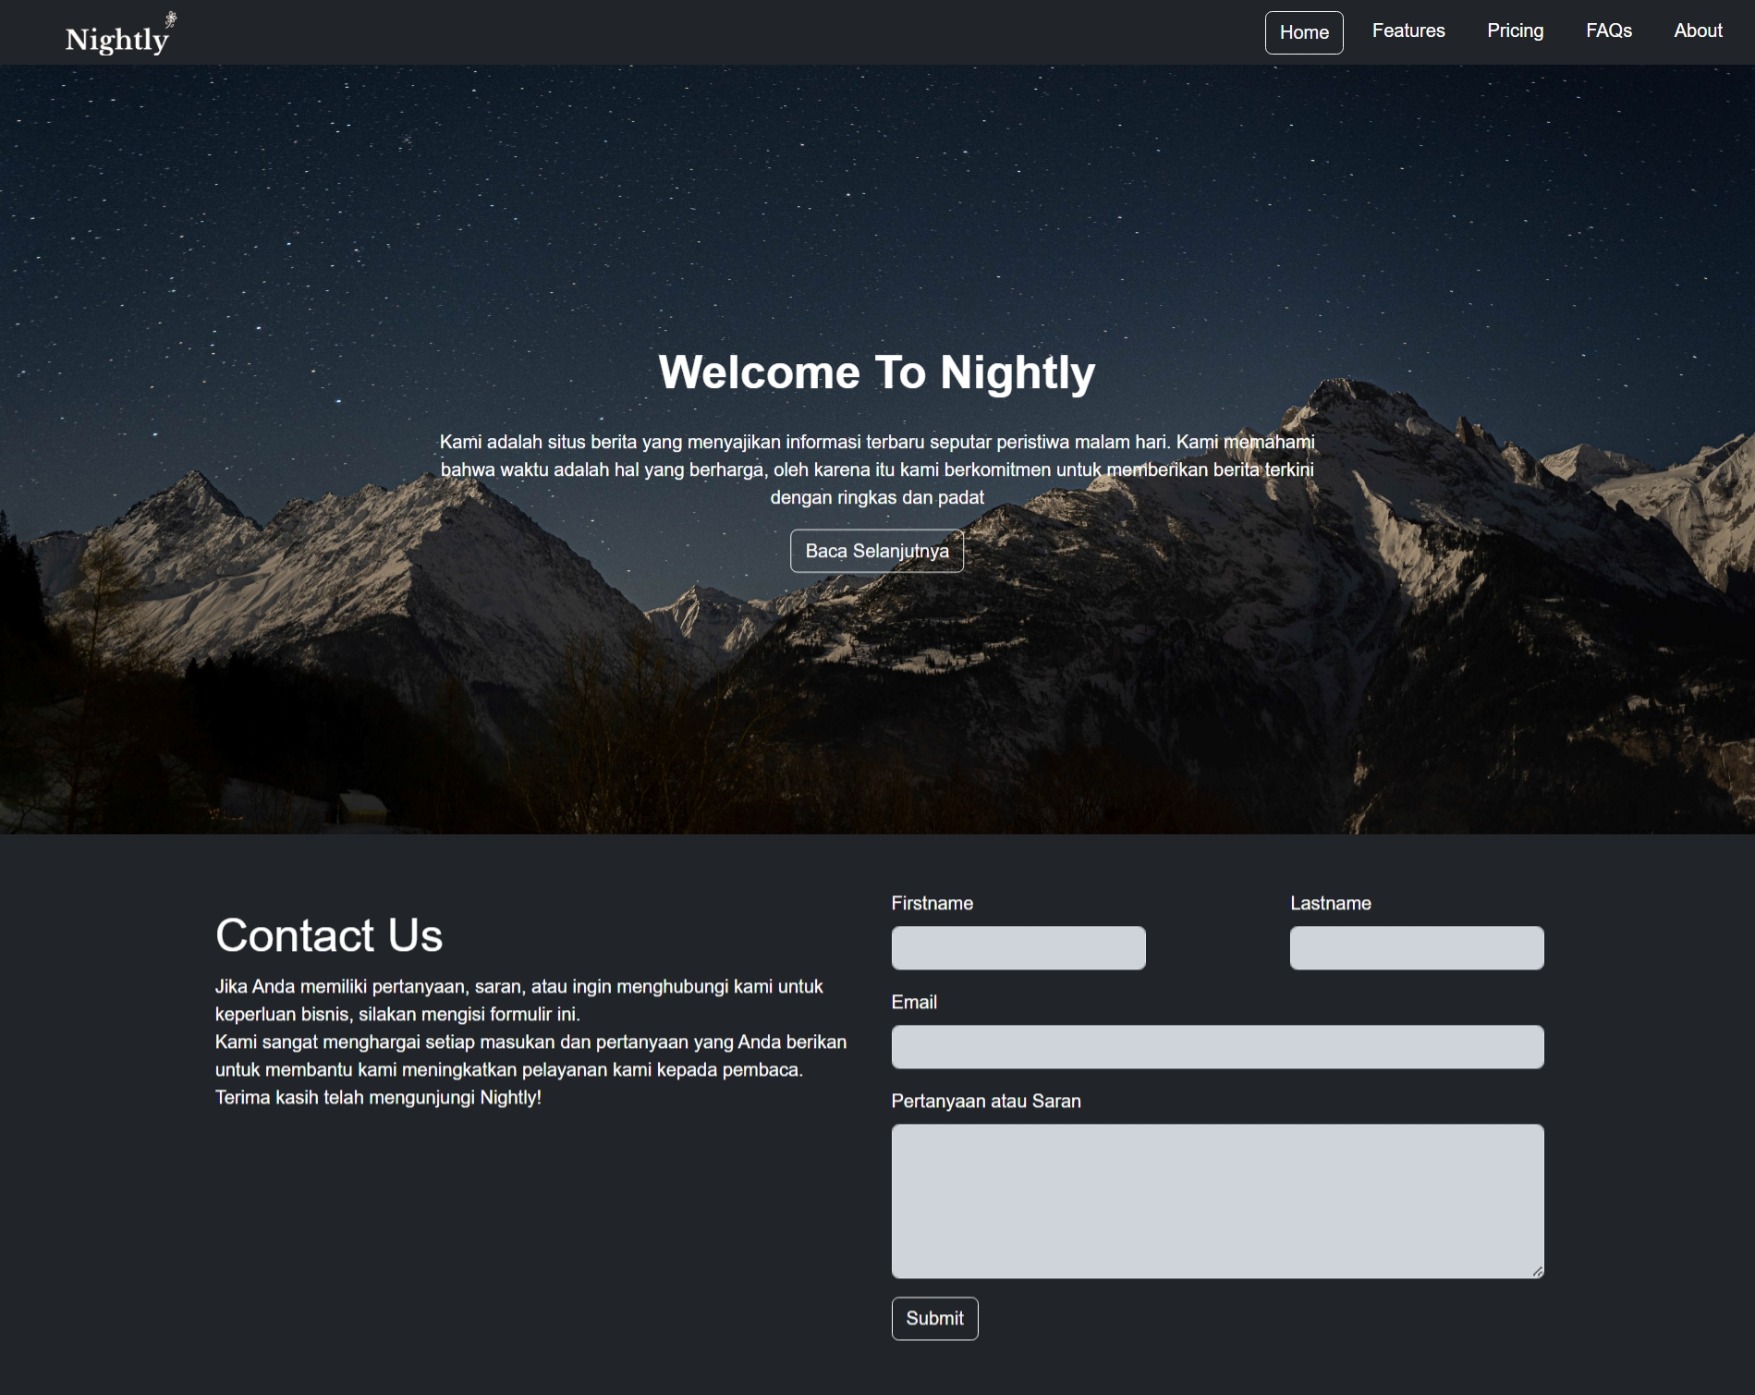 Nightly
Home Features Pricing FAQs About
Welcome To Nightly
Kami adalah situs berita yang menyajikan informasi terbaru seputar peristiwa malam hari. Kami memahami
bahwa waktu adalah hal yang berharga, oleh karena itu kami berkomitmen untuk memberikan berita terkini
dengan ringkas dan padat
Baca Selanjutnya
Contact Us
Jika Anda memiliki pertanyaan, saran, atau ingin menghubungi kami untuk
keperluan bisnis, silakan mengisi formulir ini.
Kami sangat menghargai setiap masukan dan pertanyaan yang Anda berikan
untuk membantu kami meningkatkan pelayanan kami kepada pembaca.
Terima kasih telah mengunjungi Nightly!
Firstname Lastname
Email
Pertanyaan atau Saran
Submit